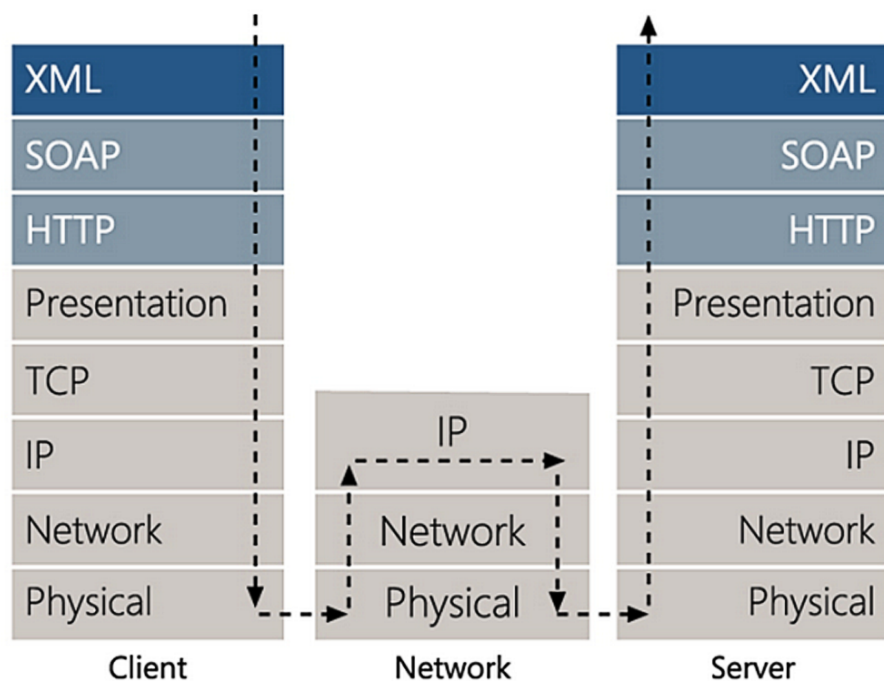 XML
SOAP
HTTP
Presentation
TCP
IP
Network
Physical
Client
IP
Network
Physical
Network
XML
SOAP
HTTP
Presentation
TCP
IP
Network
Physical
Server